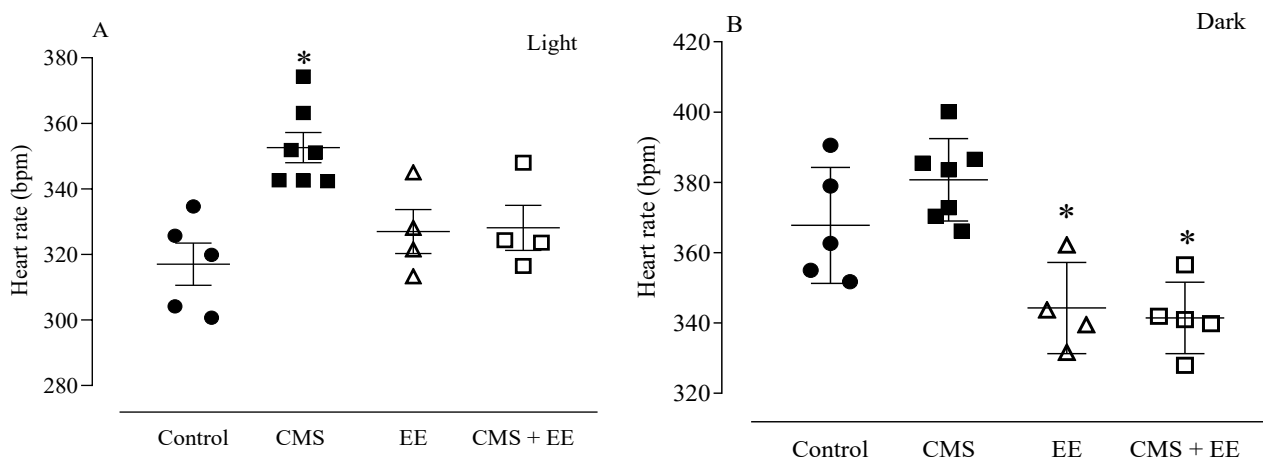 A
Light
*
Heart rate (bpm)
380
360
340
320
300
280
Control
CMS
EE
CMS + EE
B
Dark
*
*
Heart rate (bpm)
420
400
380
360
340
320
Control
CMS
EE
CMS + EE